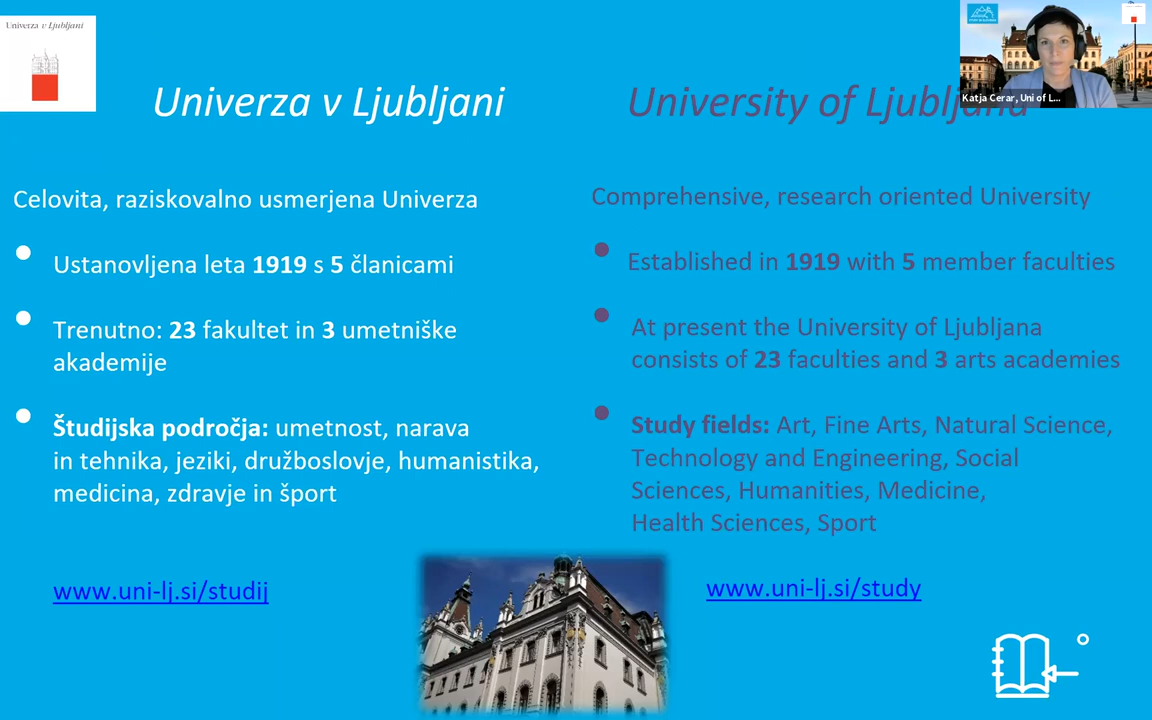 Univerza v Ljubljani
Univerza v Ljubljani
Celovita, raziskovalno usmerjena Univerza
Ustanovljena leta 1919 s 5 članicami
Trenutno: 23 fakultet in 3 umetniške
akademije
Študijska področja: umetnost, narava
in tehnika, jeziki, družboslovje, humanistika,
medicina, zdravje in šport
www.uni-lj.si/studij
University of Ljubljana
Comprehensive, research oriented University
Established in 1919 with 5 member faculties
At present the University of Ljubljana
consists of 23 faculties and 3 arts academies
Study fields: Art, Fine Arts, Natural Science,
Technology and Engineering, Social
Sciences, Humanities, Medicine,
Health Sciences, Sport
www.uni-lj.si/study
Katja Cerar, Uni of L...